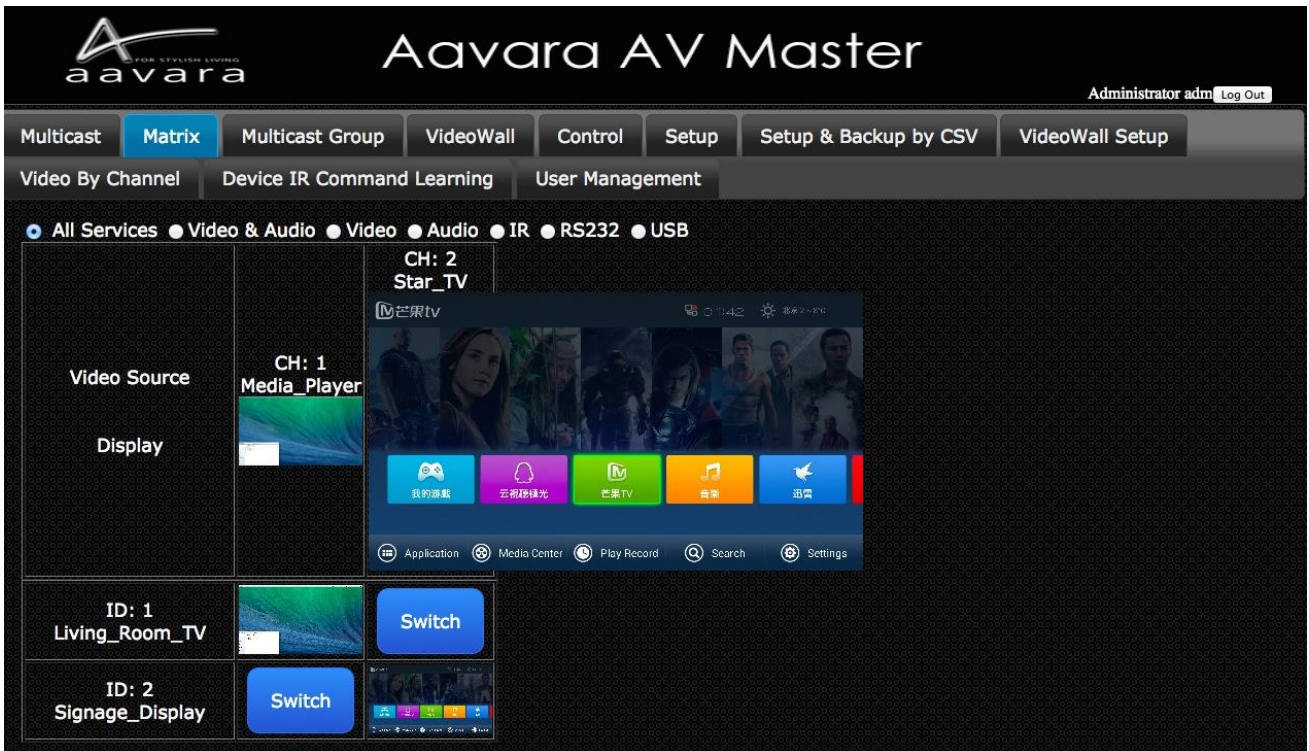 FOR STYLISH LIVING
aavara
Aavara AV Master
Administrator adm Log Out
Multicast Matrix Multicast Group VideoWall Control Setup Setup & Backup by CSV VideoWall Setup
Video By Channel Device IR Command Learning User Management
All Services Video & Audio Video Audio IR RS232 USB
CH: 2
Star_TV
芒果tv
Video Source
CH: 1
Media_Player
Display
我的游戲 芒果TV 音樂 迅雷
Application Media Center Play Record Search Settings
ID: 1
Living_Room_TV
Switch
ID: 2
Signage_Display
Switch